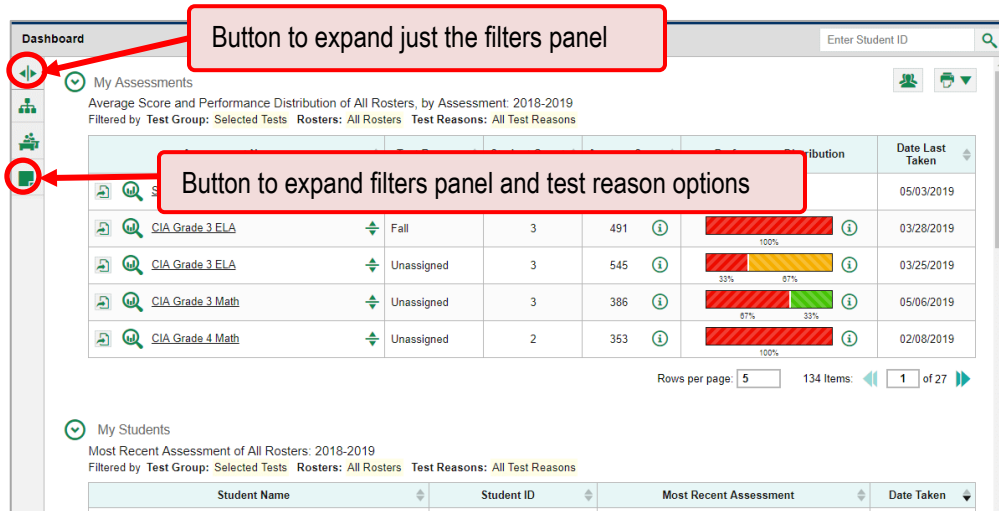 Button to expand just the filters panel
Dashboard
Enter Student ID
My Assessments
Average Score and Performance Distribution of All Rosters, by Assessment: 2018-2019
Filtered by Test Group: Selected Tests Rosters: All Rosters Test Reasons: All Test Reasons
Date Last Taken
Button to expand filters panel and test reason options
05/03/2019
CIA Grade 3 ELA Fall 3 491 100% 03/28/2019
CIA Grade 3 ELA Unassigned 3 545 33% 67% 03/25/2019
CIA Grade 3 Math Unassigned 3 386 67% 33% 05/06/2019
CIA Grade 4 Math Unassigned 2 353 100% 02/08/2019
Rows per page: 5 134 Items: 1 of 27
My Students
Most Recent Assessment of All Rosters: 2018-2019
Filtered by Test Group: Selected Tests Rosters: All Rosters Test Reasons: All Test Reasons
Student Name Student ID Most Recent Assessment Date Taken